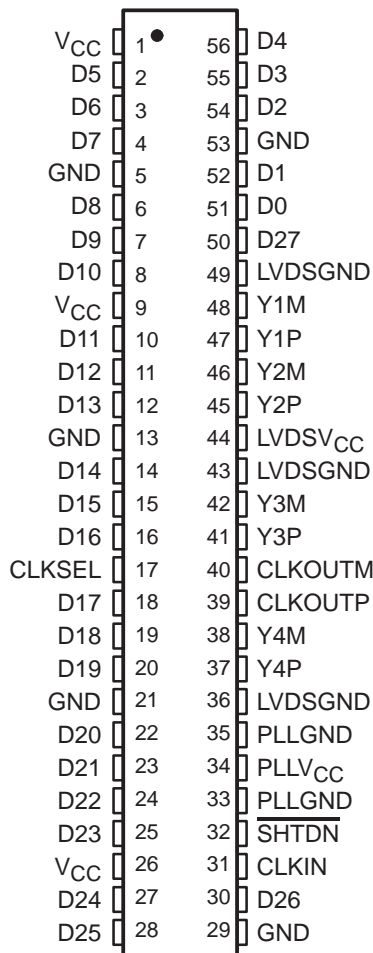 VCC 1 56 D4
D5 2 55 D3
D6 3 54 D2
D7 4 53 GND
GND 5 52 D1
D8 6 51 D0
D9 7 50 D27
D10 8 49 LVDSGND
VCC 9 48 Y1M
D11 10 47 Y1P
D12 11 46 Y2M
D13 12 45 Y2P
GND 13 44 LVDSVCC
D14 14 43 LVDSGND
D15 15 42 Y3M
D16 16 41 Y3P
CLKSEL 17 40 CLKOUTM
D17 18 39 CLKOUTP
D18 19 38 Y4M
D19 20 37 Y4P
GND 21 36 LVDSGND
D20 22 35 PLLGND
D21 23 34 PLLVCC
D22 24 33 PLLGND
D23 25 32 SHTDN
VCC 26 31 CLKIN
D24 27 30 D26
D25 28 29 GND